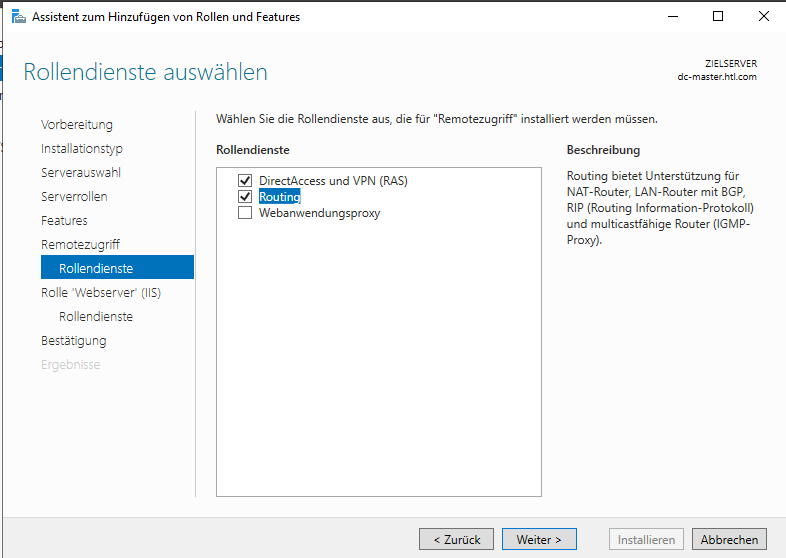 Assistent zum Hinzufügen von Rollen und Features
Rollendienste auswählen
ZIELSERVER
dc-master.htl.com
Vorbereitung
Installationstyp
Serverauswahl
Serverrollen
Features
Remotezugriff
Rollendienste
Rolle 'Webserver' (IIS)
Rollendienste
Bestätigung
Ergebnisse
Wählen Sie die Rollendienste aus, die für "Remotezugriff" installiert werden müssen.
Rollendienste
DirectAccess und VPN (RAS)
Routing
Webanwendungsproxy
Beschreibung
Routing bietet Unterstützung für
NAT-Router, LAN-Router mit BGP,
RIP (Routing Information-Protokoll)
und multicastfähige Router (IGMP-
Proxy).
< Zurück
Weiter >
Installieren
Abbrechen